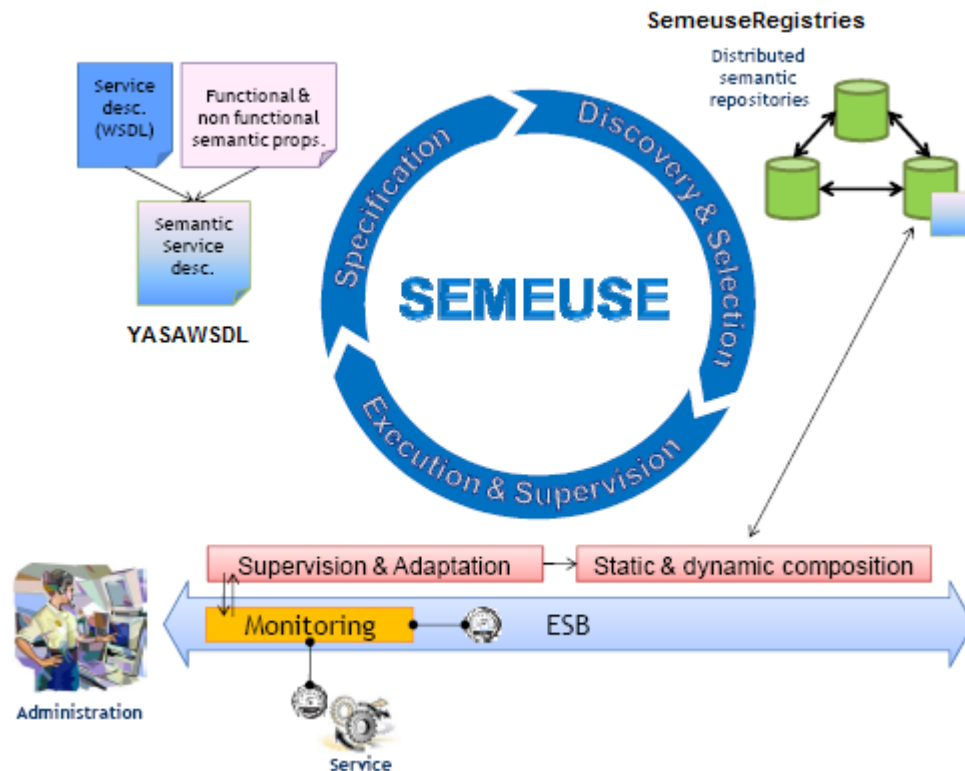 SemeuseRegistries
Distributed
semantic
repositories
Service
desc.
(WSDL)
Functional &
non functional
semantic props.
Semantic
Service
desc.
YASAWSDL
Specification
Discovery & Selection
SEMEUSE
Execution & Supervision
Supervision & Adaptation
Static & dynamic composition
Monitoring
ESB
Administration
Service